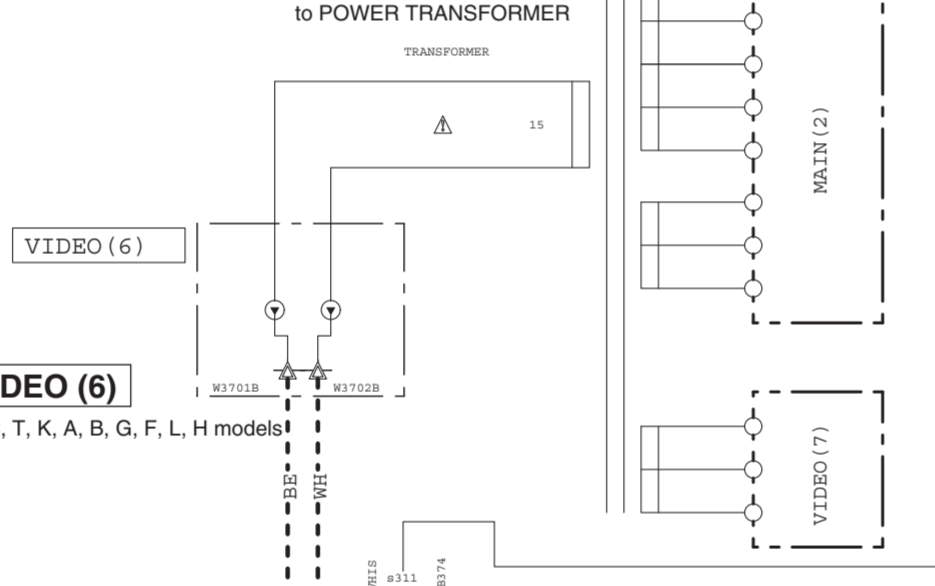 to POWER TRANSFORMER
TRANSFORMER
15
MAIN(2)
VIDEO(6)
W3701B
W3702B
DEO (6)
, T, K, A, B, G, F, L, H models
BE
WH
VIDEO(7)
s311
B374